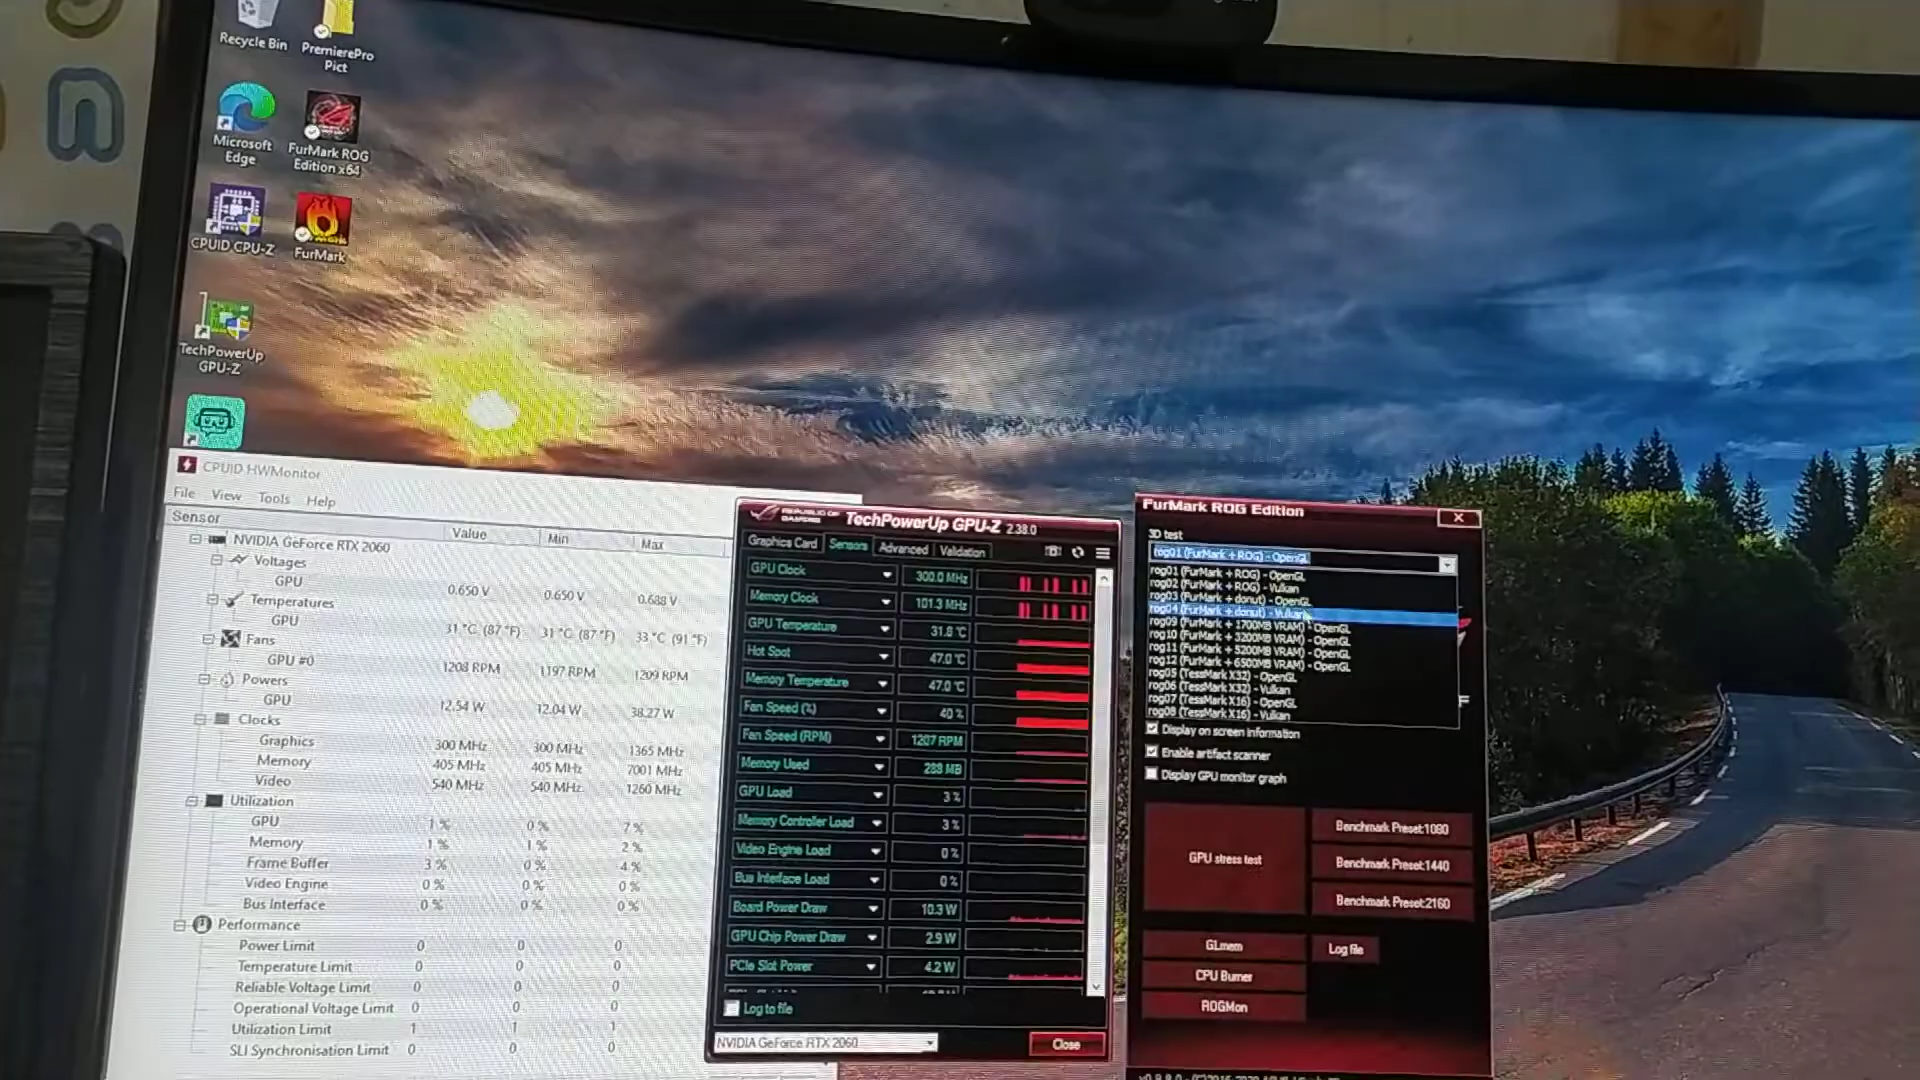 Recycle Bin
PremierePro
Pict
Microsoft
Edge
FurMark ROG
Edition x64
CPUID CPU-Z
FurMark
TechPowerUp
GPU-Z
CPUID HWMonitor
File View Tools Help
Sensor Value Min Max
NVIDIA GeForce RTX 2060
Voltages
GPU 0.650 V 0.650 V 0.688 V
Temperatures
GPU 31 °C (87 °F) 31 °C (87 °F) 33 °C (91 °F)
Fans
GPU #0 1208 RPM 1197 RPM 1209 RPM
Powers
GPU 12.54 W 12.04 W 38.27 W
Clocks
Graphics 300 MHz 300 MHz 1365 MHz
Memory 405 MHz 405 MHz 7001 MHz
Video 540 MHz 540 MHz 1260 MHz
Utilization
GPU 1 % 0 % 7 %
Memory 1 % 1 % 2 %
Frame Buffer 3 % 0 % 4 %
Video Engine 0 % 0 % 0 %
Bus Interface 0 % 0 % 0 %
Performance
Power Limit 0 0 0
Temperature Limit 0 0 0
Reliable Voltage Limit 0 0 0
Operational Voltage Limit 0 0 0
Utilization Limit 1 1 1
SLI Synchronisation Limit 0 0 0
REPUBLIC OF
GAMERS
TechPowerUp GPU-Z 2.38.0
Graphics Card Sensors Advanced Validation
GPU Clock 300.0 MHz
Memory Clock 101.3 MHz
GPU Temperature 31.8 °C
Hot Spot 47.0 °C
Memory Temperature 47.0 °C
Fan Speed (%) 40 %
Fan Speed (RPM) 1207 RPM
Memory Used 288 MB
GPU Load 3 %
Memory Controller Load 3 %
Video Engine Load 0 %
Bus Interface Load 0 %
Board Power Draw 10.3 W
GPU Chip Power Draw 2.9 W
PCIe Slot Power 4.2 W
Log to file
NVIDIA GeForce RTX 2060 Close
FurMark ROG Edition
3D test
rog01 (FurMark + ROG) - OpenGL
rog01 (FurMark + ROG) - OpenGL
rog02 (FurMark + ROG) - Vulkan
rog03 (FurMark + donut) - OpenGL
rog04 (FurMark + donut) - Vulkan
rog09 (FurMark + 1700MB VRAM) - OpenGL
rog10 (FurMark + 3200MB VRAM) - OpenGL
rog11 (FurMark + 5200MB VRAM) - OpenGL
rog12 (FurMark + 6500MB VRAM) - OpenGL
rog05 (TessMark X32) - OpenGL
rog06 (TessMark X32) - Vulkan
rog07 (TessMark X16) - OpenGL
rog08 (TessMark X16) - Vulkan
Display on screen information
Enable artifact scanner
Display GPU monitor graph
GPU stress test
Benchmark Preset:1080
Benchmark Preset:1440
Benchmark Preset:2160
GLmem Log file
CPU Burner
ROGMon